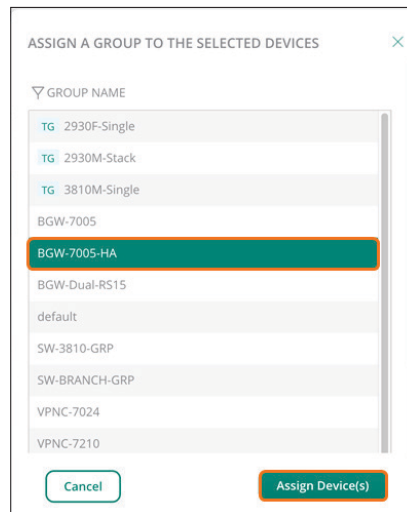 ASSIGN A GROUP TO THE SELECTED DEVICES
GROUP NAME
TG 2930F-Single
TG 2930M-Stack
TG 3810M-Single
BGW-7005
BGW-7005-HA
BGW-Dual-RS15
default
SW-3810-GRP
SW-BRANCH-GRP
VPNC-7024
VPNC-7210
Cancel Assign Device(s)